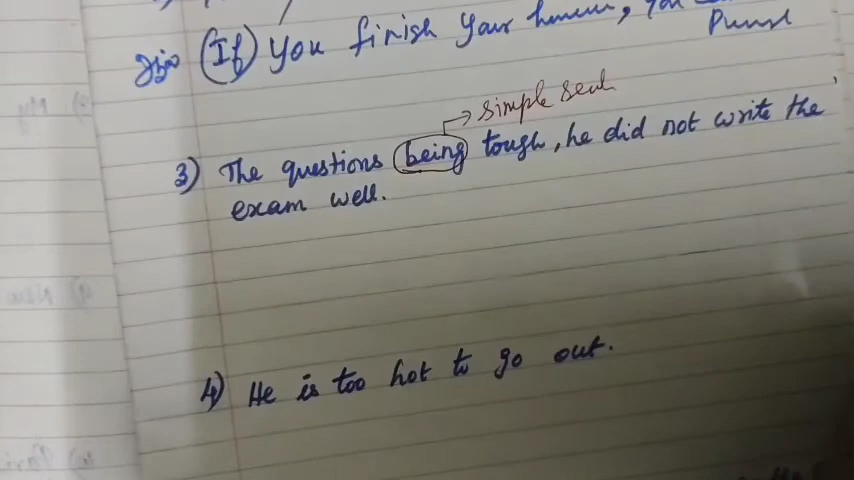 (If) you finish your
simple sent
3) The questions being tough, he did not write the
exam well.
4) He is too hot to go out.